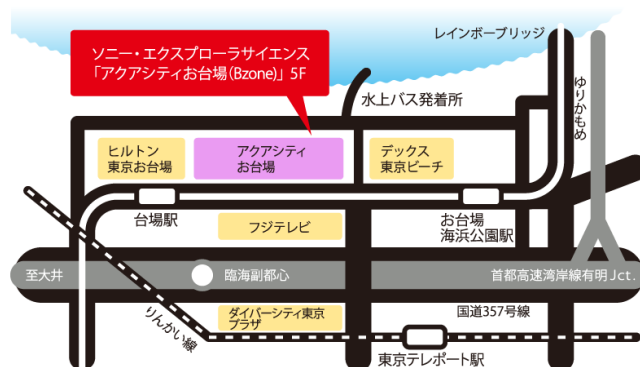 ソニー・エクスプローラサイエンス
「アクアシティお台場(Bzone)」5F
レインボーブリッジ
水上バス発着所
ゆりかもめ
ヒルトン
東京お台場
アクアシティ
お台場
デックス
東京ビーチ
台場駅
フジテレビ
お台場
海浜公園駅
至大井
臨海副都心
首都高速湾岸線有明Jct.
りんかい線
ダイバーシティ東京
プラザ
国道357号線
東京テレポート駅